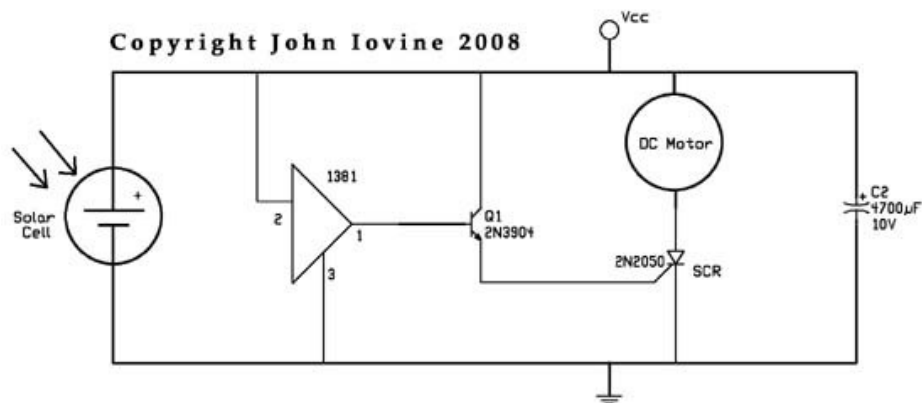 Vcc
Copyright John Iovine 2008
1381
DC Motor
+
Solar
Cell
2
1
3
Q1
2N3904
2N2050
SCR
+
C2
4700µF
10V